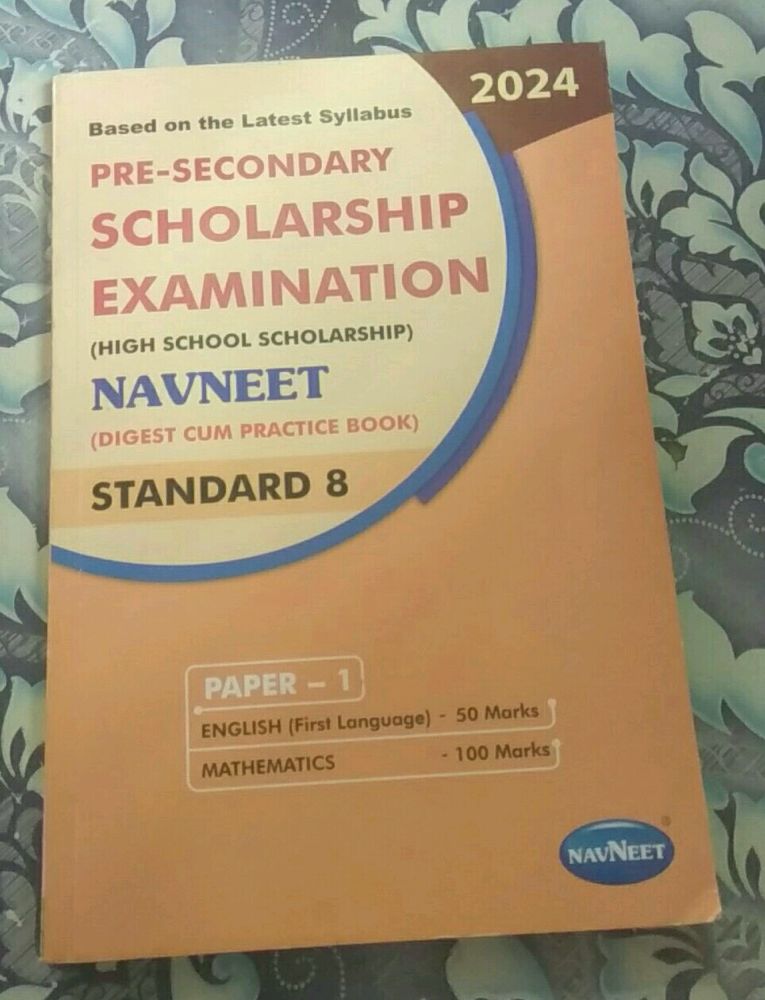 2024
Based on the Latest Syllabus
PRE-SECONDARY
SCHOLARSHIP
EXAMINATION
(HIGH SCHOOL SCHOLARSHIP)
NAVNEET
(DIGEST CUM PRACTICE BOOK)
STANDARD 8
PAPER – 1
ENGLISH (First Language) - 50 Marks
MATHEMATICS - 100 Marks
NAVNEET ®